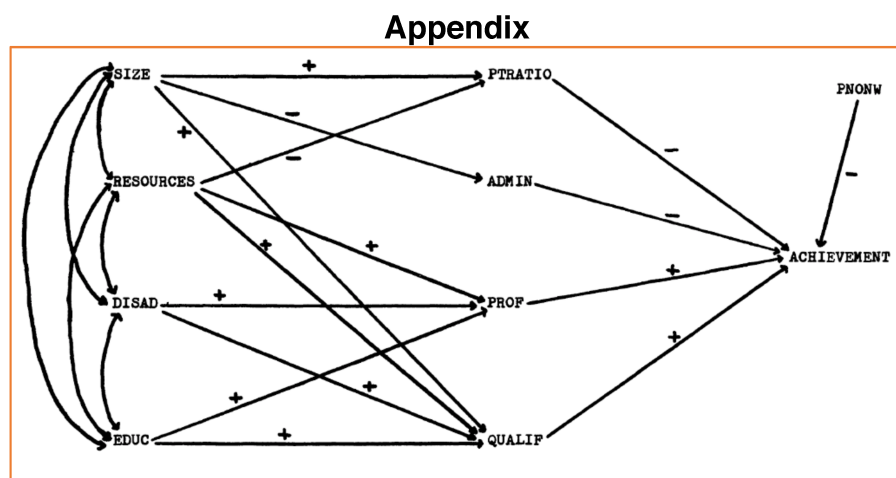 Appendix
SIZE
+
PTRATIO
PNONW
−
+
−
−
−
RESOURCES
ADMIN
−
+
+
ACHIEVEMENT
+
+
DISAD
+
PROF
+
+
+
EDUC
+
QUALIF